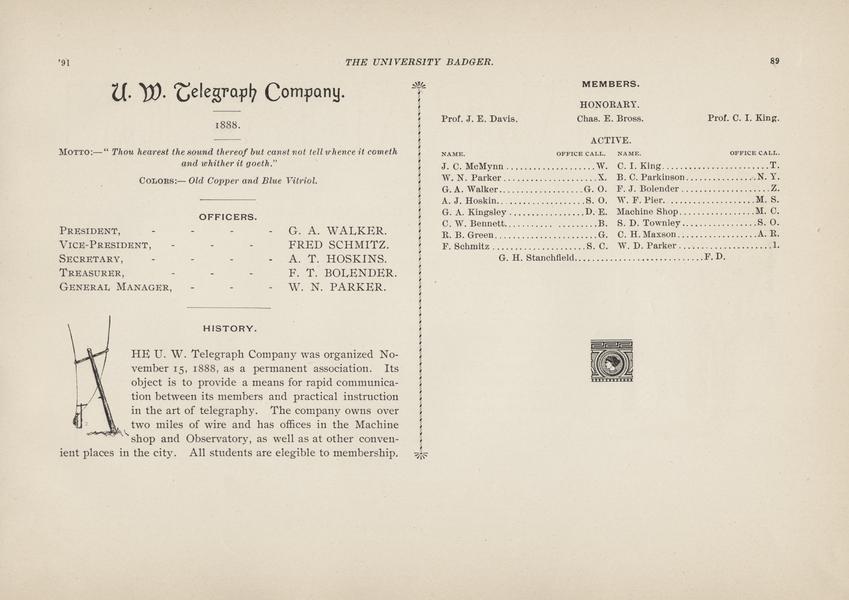 '91
THE UNIVERSITY BADGER.
89
U. W. Telegraph Company.
1888.
MOTTO:—“ Thou hearest the sound thereof but canst not tell whence it cometh
and whither it goeth.”
COLORS:— Old Copper and Blue Vitriol.
OFFICERS.
PRESIDENT, - - - - G. A. WALKER.
VICE-PRESIDENT, - - - FRED SCHMITZ.
SECRETARY, - - - - A. T. HOSKINS.
TREASURER, - - - F. T. BOLENDER.
GENERAL MANAGER, - - - W. N. PARKER.
HISTORY.
HE U. W. Telegraph Company was organized No-
vember 15, 1888, as a permanent association. Its
object is to provide a means for rapid communica-
tion between its members and practical instruction
in the art of telegraphy. The company owns over
two miles of wire and has offices in the Machine
shop and Observatory, as well as at other conven-
ient places in the city. All students are elegible to membership.
MEMBERS.
HONORARY.
Prof. J. E. Davis. Chas. E. Bross. Prof. C. I. King.
ACTIVE.
NAME. OFFICE CALL. NAME. OFFICE CALL.
J. C. McMynn..................W. C. I. King......................T.
W. N. Parker ...................X. B. C. Parkinson..............N. Y.
G. A. Walker.................G. O. F. J. Bolender...................Z.
A. J. Hoskin..................S. O. W. F. Pier...................M. S.
G. A. Kingsley ...............D. E. Machine Shop................M. C.
C. W. Bennett...... .........B. S. D. Townley...............S. O.
R. B. Green.....................G. C. H. Maxson................A. R.
F. Schmitz ...................S. C. W. D. Parker ...................1.
G. H. Stanchfield..........................F. D.